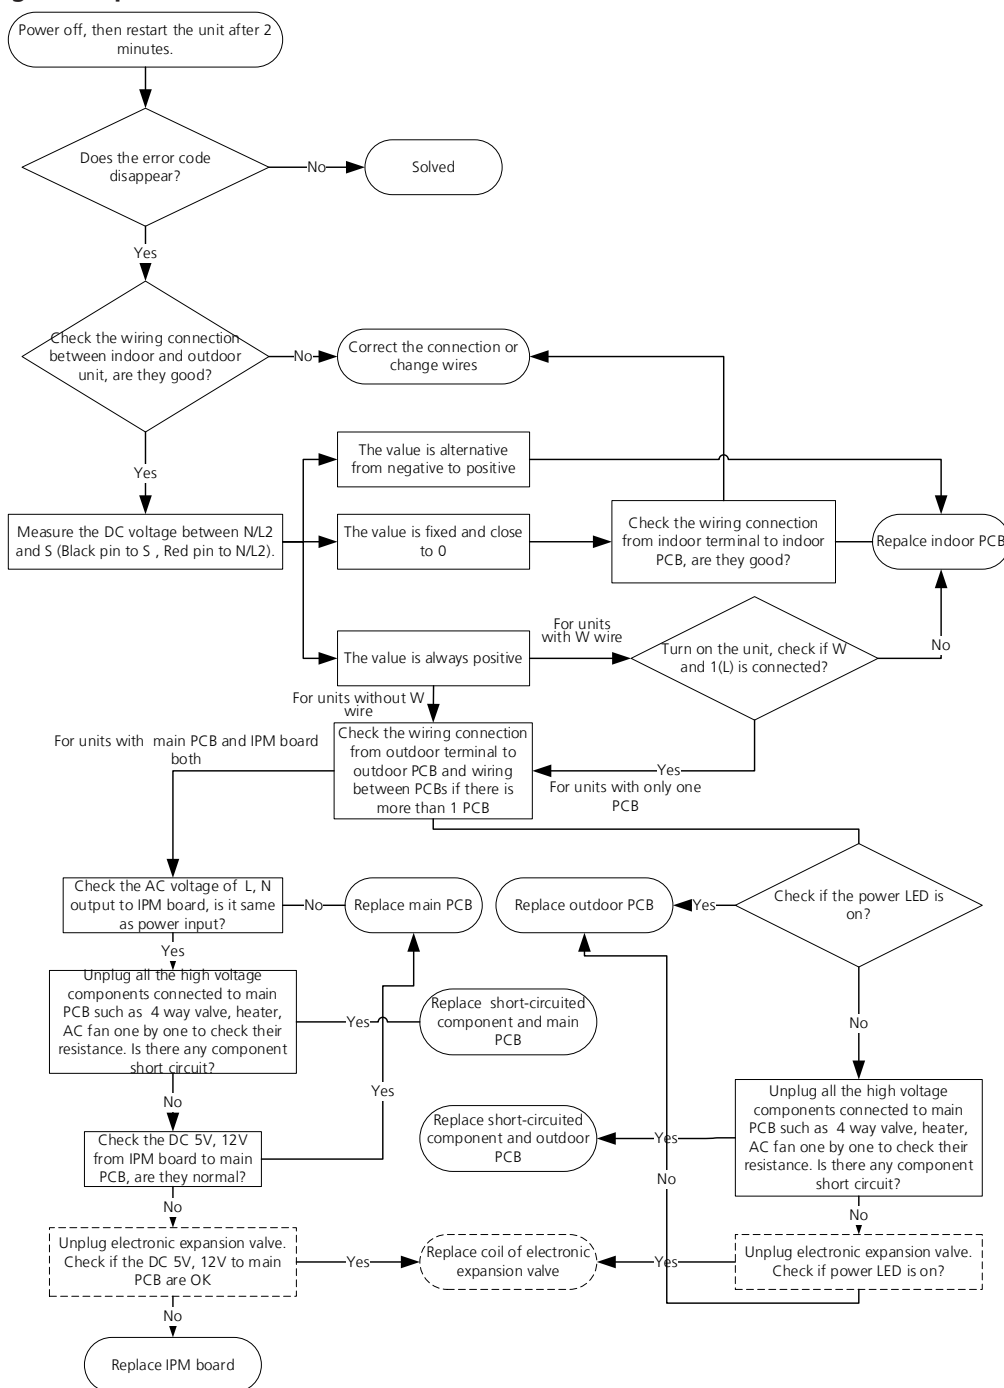 Power off, then restart the unit after 2
minutes.
Does the error code
disappear?
No
Solved
Yes
Check the wiring connection
between indoor and outdoor
unit, are they good?
No
Correct the connection or
change wires
Yes
The value is alternative
from negative to positive
Measure the DC voltage between N/L2
and S (Black pin to S , Red pin to N/L2).
The value is fixed and close
to 0
Check the wiring connection
from indoor terminal to indoor
PCB, are they good?
Repalce indoor PCB
The value is always positive
For units
with W wire
Turn on the unit, check if W
and 1(L) is connected?
No
For units without W
wire
Yes
For units with only one
PCB
For units with  main PCB and IPM board
both
Check the wiring connection
from outdoor terminal to
outdoor PCB and wiring
between PCBs if there is
more than 1 PCB
Check the AC voltage of  L, N
output to IPM board, is it same
as power input?
No
Replace main PCB
Replace outdoor PCB
Yes
Check if the power LED is
on?
Yes
Unplug all the high voltage
components connected to main
PCB such as  4 way valve, heater,
AC fan one by one to check their
resistance. Is there any component
short circuit?
Yes
Replace  short-circuited
component and main
PCB
No
No
Yes
Check the DC 5V, 12V
from IPM board to main
PCB, are they normal?
Replace short-circuited
component and outdoor
PCB
Yes
Unplug all the high voltage
components connected to main
PCB such as  4 way valve, heater,
AC fan one by one to check their
resistance. Is there any component
short circuit?
No
No
No
Unplug electronic expansion valve.
Check if the DC 5V, 12V to main
PCB are OK
Yes
Replace coil of electronic
expansion valve
Yes
Unplug electronic expansion valve.
Check if power LED is on?
No
Replace IPM board